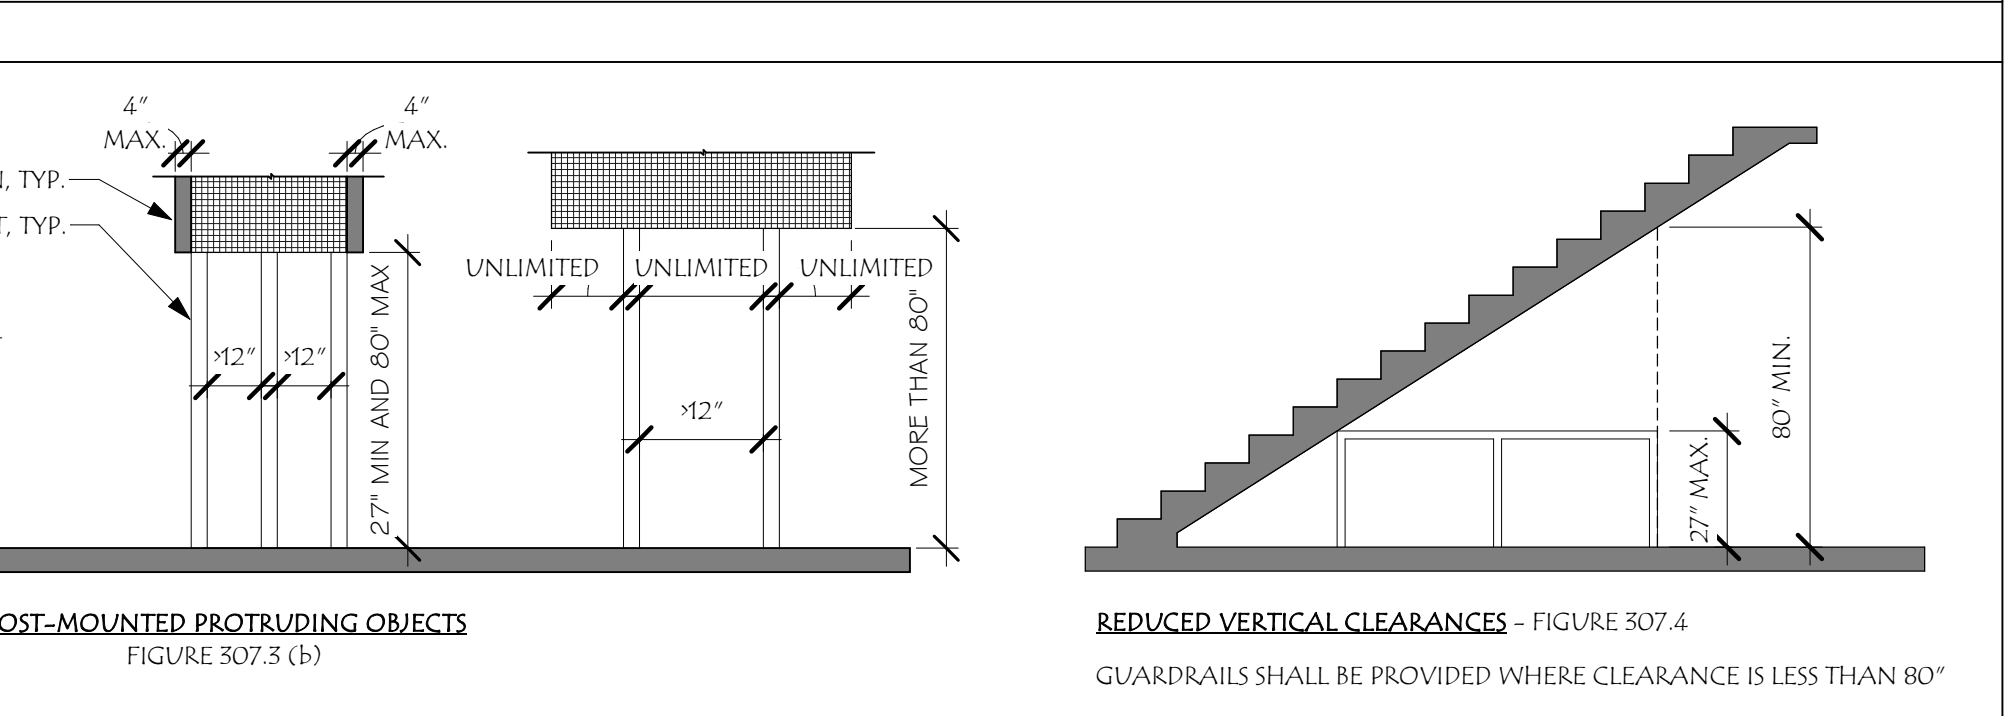 4"
MAX.
4"
MAX.
, TYP.
T, TYP.
>12"
>12"
27" MIN AND 80" MAX
UNLIMITED
UNLIMITED
UNLIMITED
>12"
MORE THAN 80"
80" MIN.
27" MAX.
OST-MOUNTED PROTRUDING OBJECTS
FIGURE 307.3 (b)
REDUCED VERTICAL CLEARANCES - FIGURE 307.4
GUARDRAILS SHALL BE PROVIDED WHERE CLEARANCE IS LESS THAN 80"